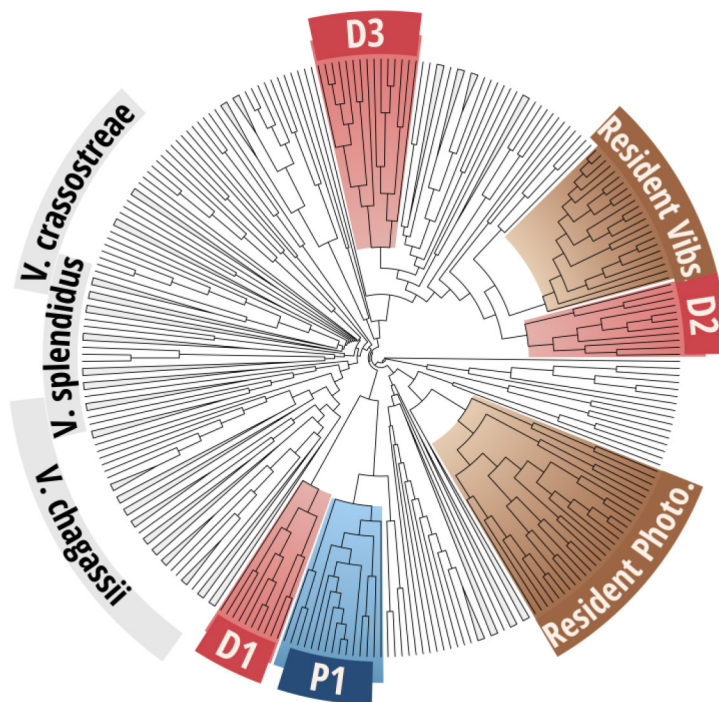 D3
Resident Vibs
D2
Resident Photo.
P1
D1
V. chagassii
V. splendidus
V. crassostreae